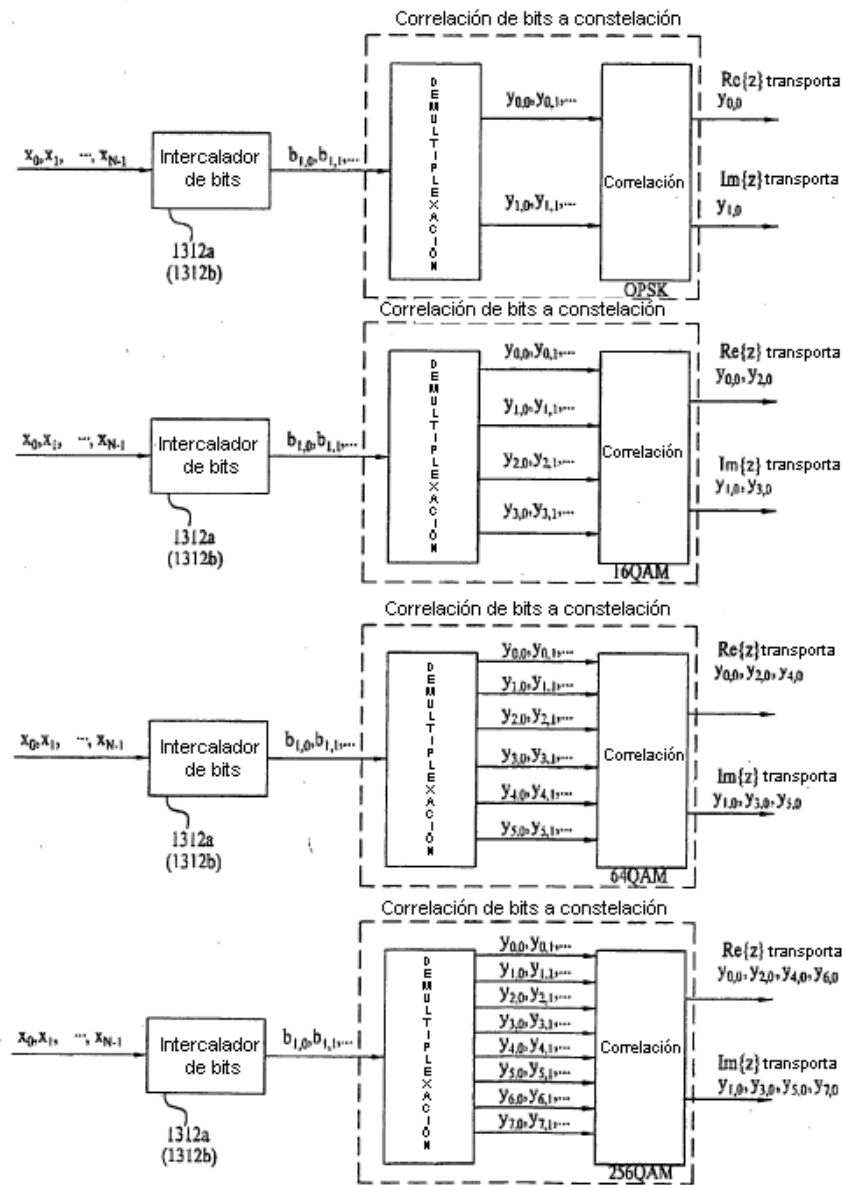 Correlación de bits a constelación
DEMULTIPLEXACIÓN
x0,x1, ···, xN-1
Intercalador
de bits
b1,0,b1,1,...
y0,0,y0,1,...
y1,0,y1,1,...
Correlación
Rc{z} transporta
y0,0
Im{z} transporta
y1,0
1312a
(1312b)
OPSK
Correlación de bits a constelación
DEMULTIPLEXACIÓN
x0,x1, ···, xN-1
Intercalador
de bits
b1,0,b1,1,...
y0,0,y0,1,...
y1,0,y1,1,...
y2,0,y2,1,...
y3,0,y3,1,...
Correlación
Re{z} transporta
y0,0,y2,0
Im{z} transporta
y1,0,y3,0
1312a
(1312b)
16QAM
Correlación de bits a constelación
DEMULTIPLEXACIÓN
x0,x1, ···, xN-1
Intercalador
de bits
b1,0,b1,1,...
y0,0,y0,1,...
y1,0,y1,1,...
y2,0,y2,1,...
y3,0,y3,1,...
y4,0,y4,1,...
y5,0,y5,1,...
Correlación
Re{z} transporta
y0,0,y2,0,y4,0
Im{z} transporta
y1,0,y3,0,y5,0
1312a
(1312b)
64QAM
Correlación de bits a constelación
DEMULTIPLEXACIÓN
x0,x1, ···, xN-1
Intercalador
de bits
b1,0,b1,1,...
y0,0,y0,1,...
y1,0,y1,1,...
y2,0,y2,1,...
y3,0,y3,1,...
y4,0,y4,1,...
y5,0,y5,1,...
y6,0,y6,1,...
y7,0,y7,1,...
Correlación
Re{z} transporta
y0,0,y2,0,y4,0,y6,0
Im{z} transporta
y1,0,y3,0,y5,0,y7,0
1312a
(1312b)
256QAM